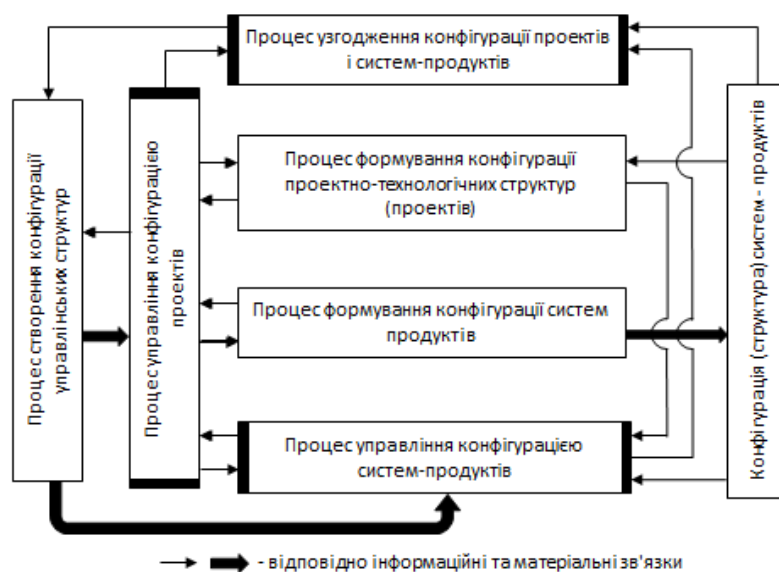 Процес узгодження конфігурації проектів
і систем-продуктів
Процес створення конфігурації
управлінських структур
Процес управління конфігурацією
проектів
Процес формування конфігурації
проектно-технологічних структур
(проектів)
Процес формування конфігурації систем
продуктів
Процес управління конфігурацією
систем-продуктів
Конфігурація (структура) систем - продуктів
- відповідно інформаційні та матеріальні зв'язки